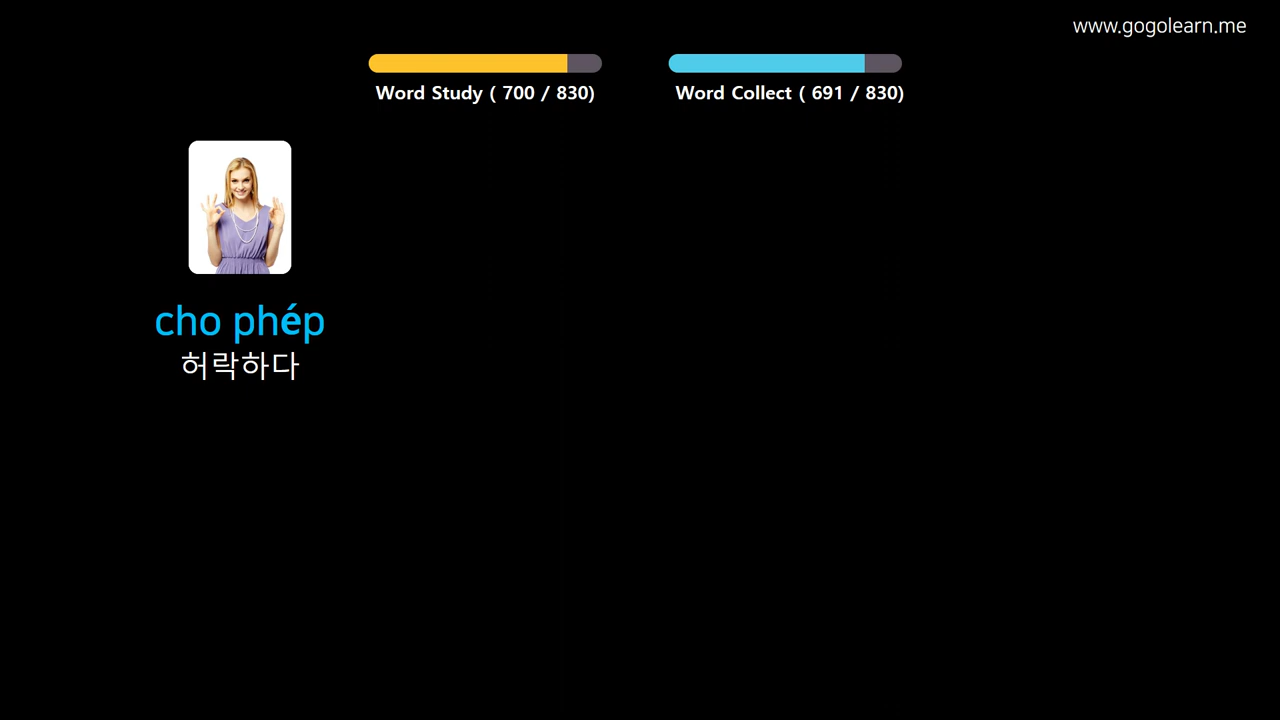 www.gogolearn.me
Word Study ( 700 / 830)
Word Collect ( 691 / 830)
cho phép
허락하다